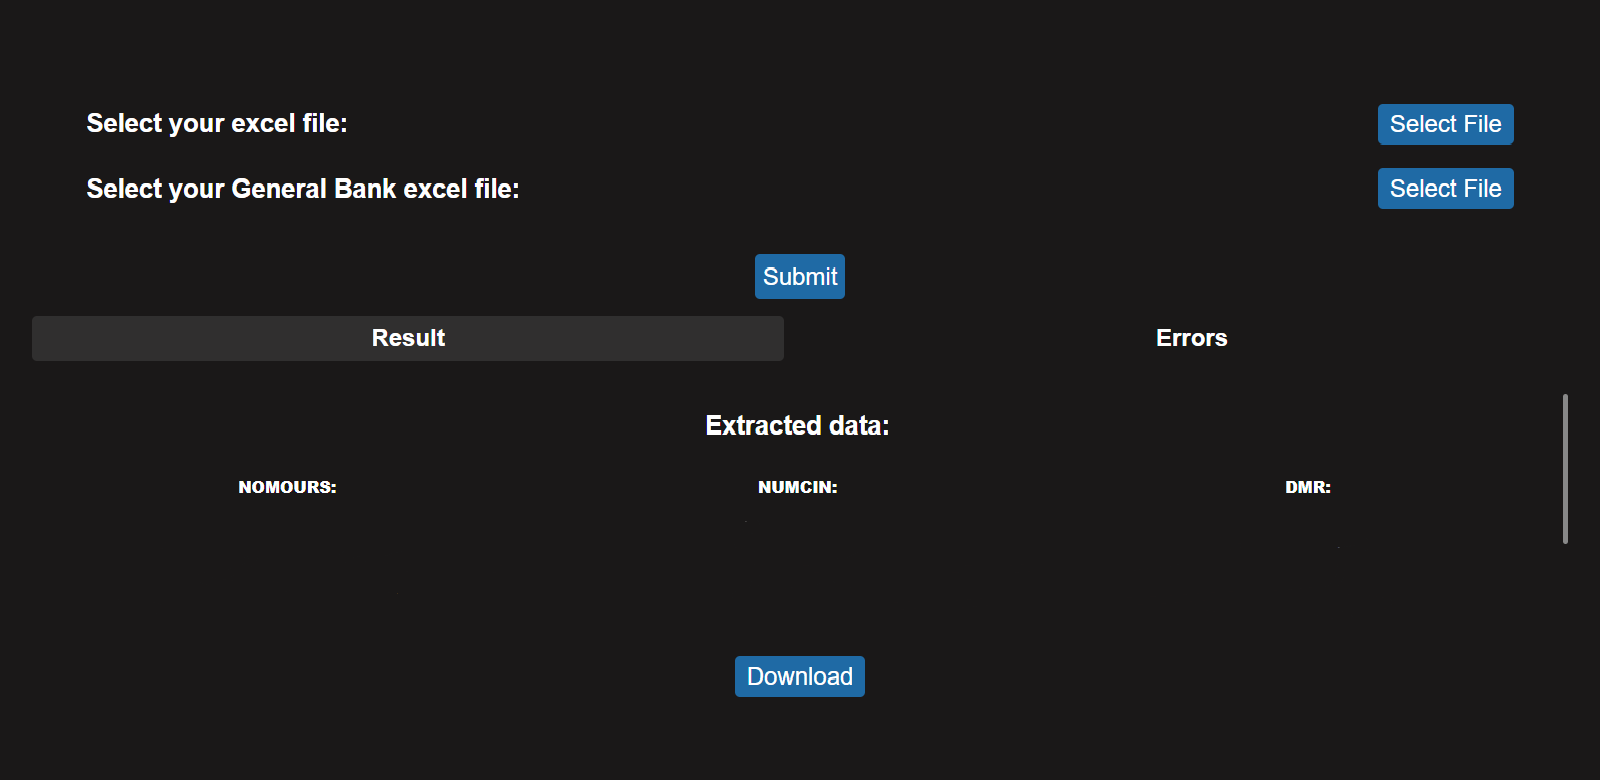 Select your excel file: Select File
Select your General Bank excel file: Select File
Submit
Result Errors
Extracted data:
NOMOURS: NUMCIN: DMR:
Download